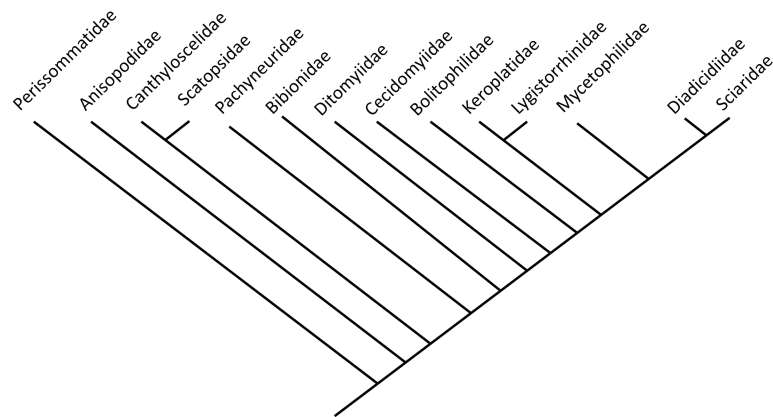 Perissommatidae
Anisopodidae
Canthyloscelidae
Scatopsidae
Pachyneuridae
Bibionidae
Ditomyiidae
Cecidomyiidae
Bolitophilidae
Keroplatidae
Lygistorrhinidae
Mycetophilidae
Diadicidiidae
Sciaridae